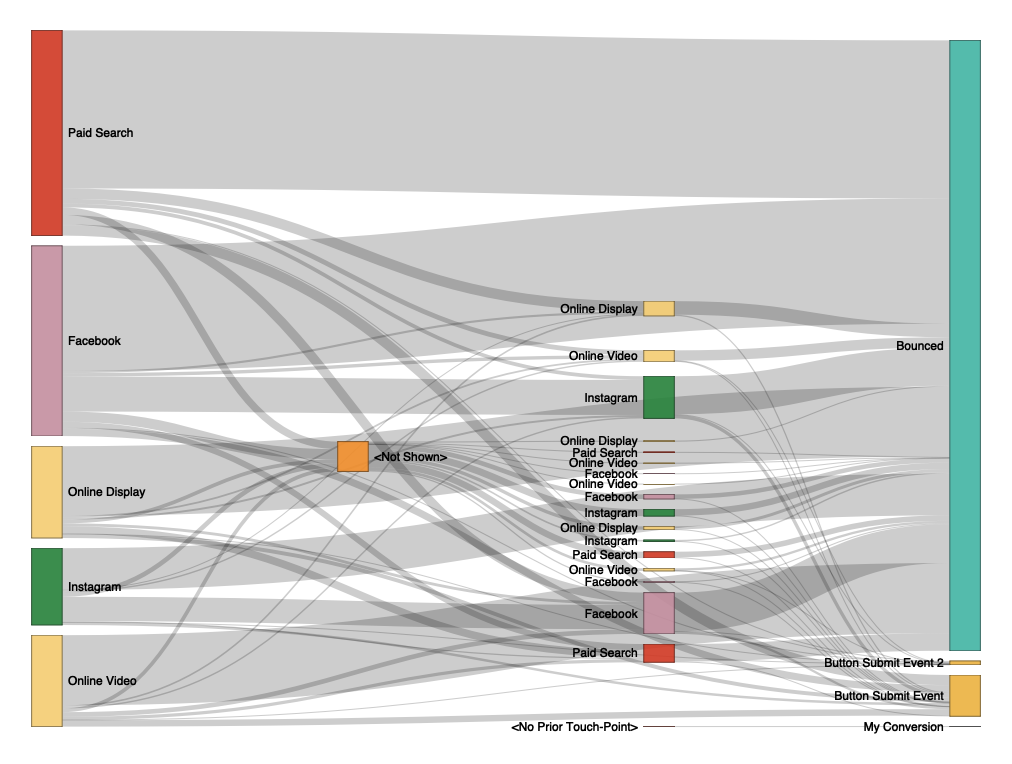 Paid Search
Facebook
Online Display
Instagram
Online Video
<Not Shown>
Online Display
Online Video
Instagram
Online Display
Paid Search
Online Video
Facebook
Online Video
Facebook
Instagram
Online Display
Instagram
Paid Search
Online Video
Facebook
Facebook
Paid Search
<No Prior Touch-Point>
Bounced
Button Submit Event 2
Button Submit Event
My Conversion